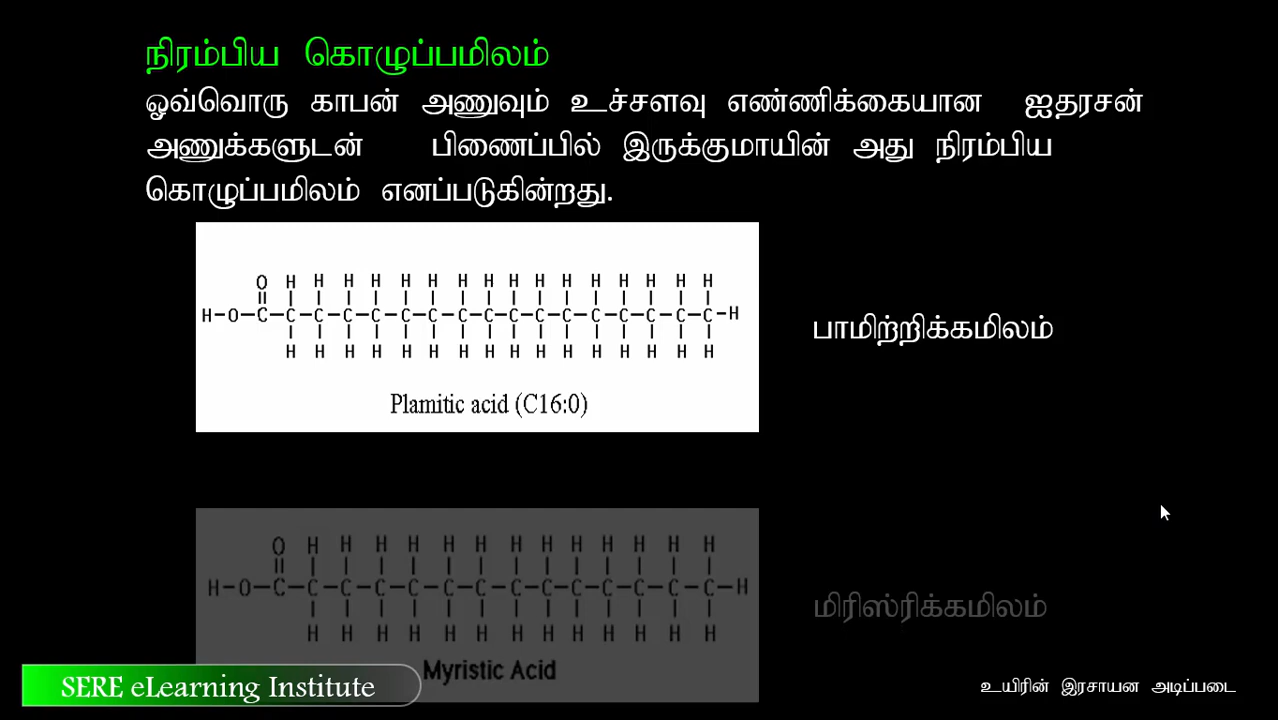 நிரம்பிய கொழுப்பமிலம்
ஓவ்வொரு காபன் அணுவும் உச்சளவு எண்ணிக்கையான ஐதரசன்
அணுக்களுடன் பிணைப்பில் இருக்குமாயின் அது நிரம்பிய
கொழுப்பமிலம் எனப்படுகின்றது.
O H H H H H H H H H H H H H H H
H-O-C-C-C-C-C-C-C-C-C-C-C-C-C-C-C-C-H
H H H H H H H H H H H H H H H
Plamitic acid (C16:0)
பாமிற்றிக்கமிலம்
O H H H H H H H H H H H H H
H-O-C-C-C-C-C-C-C-C-C-C-C-C-C-C-H
H H H H H H H H H H H H H
Myristic Acid
மிரிஸ்ரிக்கமிலம்
SERE eLearning Institute
உயிரின் இரசாயன அடிப்படை